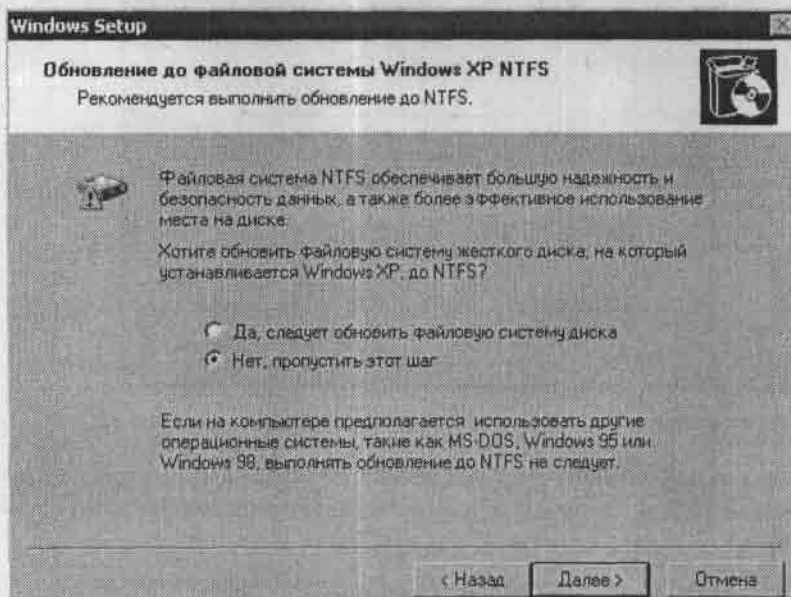 Windows Setup
Обновление до файловой системы Windows XP NTFS
Рекомендуется выполнить обновление до NTFS.
Файловая система NTFS обеспечивает большую надежность и
безопасность данных, а также более эффективное использование
места на диске.
Хотите обновить файловую систему жесткого диска, на который
устанавливается Windows XP, до NTFS?
Да, следует обновить файловую систему диска
Нет, пропустить этот шаг
Если на компьютере предполагается использовать другие
операционные системы, такие как MS-DOS, Windows 95 или
Windows 98, выполнять обновление до NTFS не следует.
< Назад Далее > Отмена